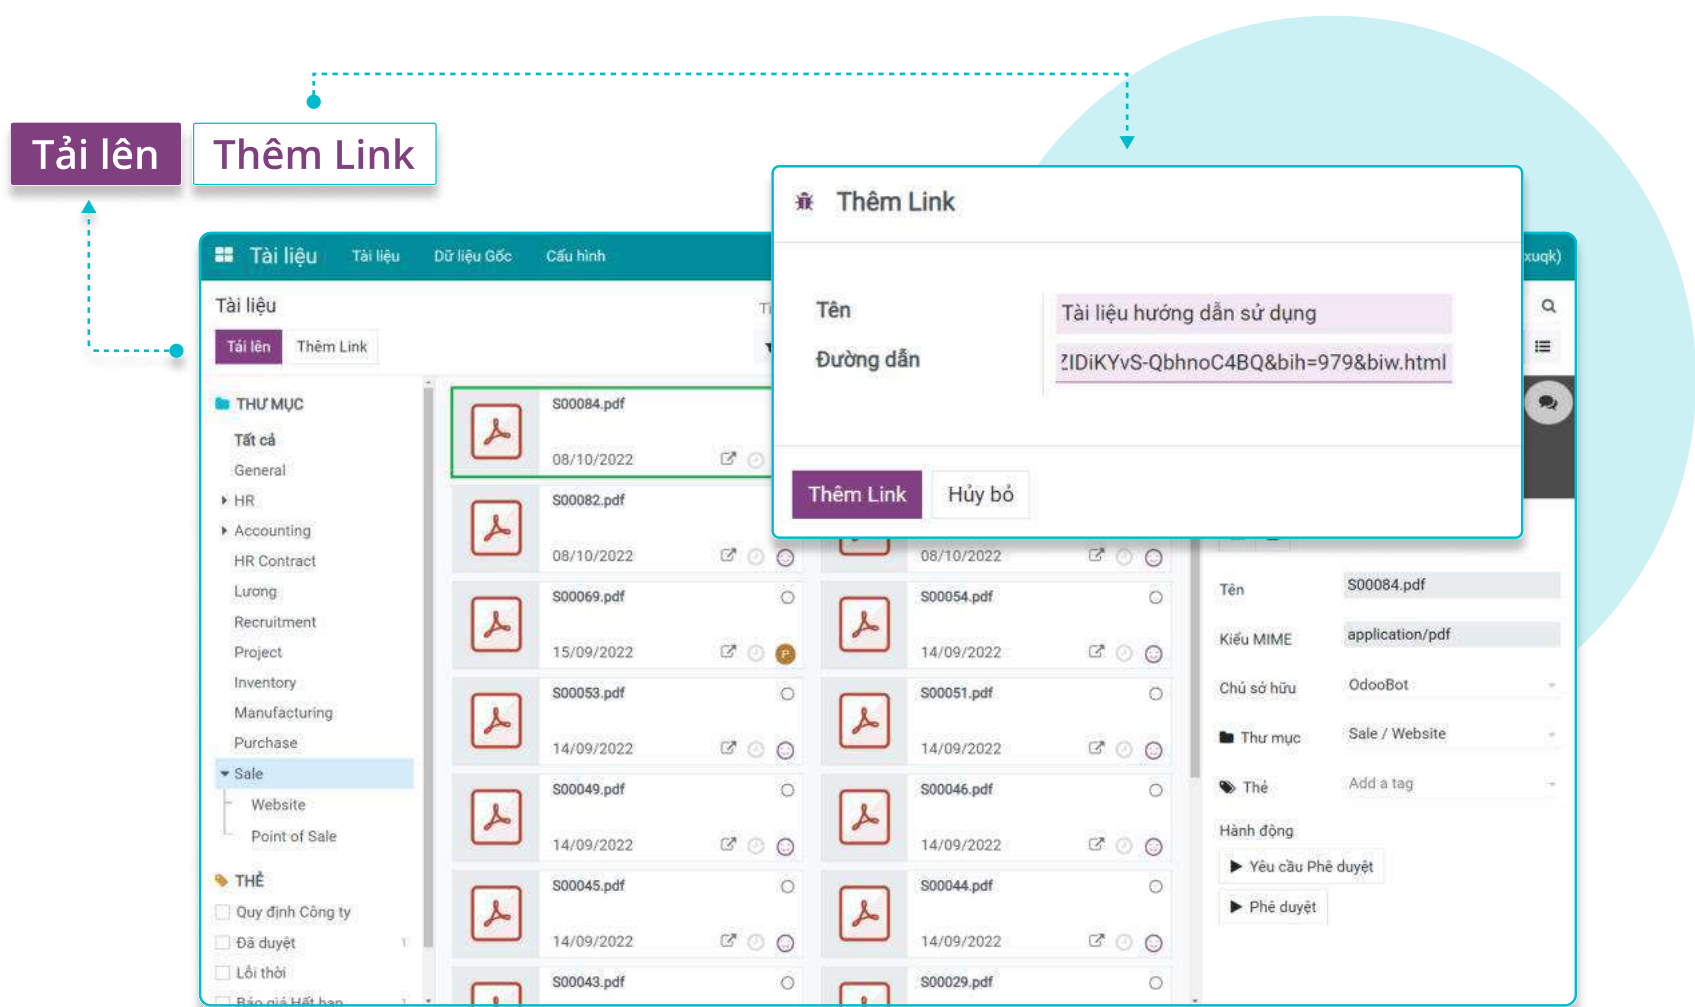 Tải lên
Thêm Link
Thêm Link
Tên
Tài liệu hướng dẫn sử dụng
Đường dẫn
IDiKYvS-QbhnoC4BQ&bih=979&biw.html
Thêm Link
Hủy bỏ
Tài liệu
Tài liệu
Dữ liệu Gốc
Cấu hình
xuqk)
Tài liệu
Tải lên
Thêm Link
THƯ MỤC
Tất cả
General
HR
Accounting
HR Contract
Lương
Recruitment
Project
Inventory
Manufacturing
Purchase
Sale
Website
Point of Sale
THẺ
Quy định Công ty
Đã duyệt
1
Lỗi thời
Báo giá Hết hạn
S00084.pdf
08/10/2022
S00082.pdf
08/10/2022
08/10/2022
S00069.pdf
15/09/2022
P
S00054.pdf
14/09/2022
S00053.pdf
14/09/2022
S00051.pdf
14/09/2022
S00049.pdf
14/09/2022
S00046.pdf
14/09/2022
S00045.pdf
14/09/2022
S00044.pdf
14/09/2022
S00043.pdf
S00029.pdf
Tên
S00084.pdf
Kiểu MIME
application/pdf
Chủ sở hữu
OdooBot
Thư mục
Sale / Website
Thẻ
Add a tag
Hành động
Yêu cầu Phê duyệt
Phê duyệt